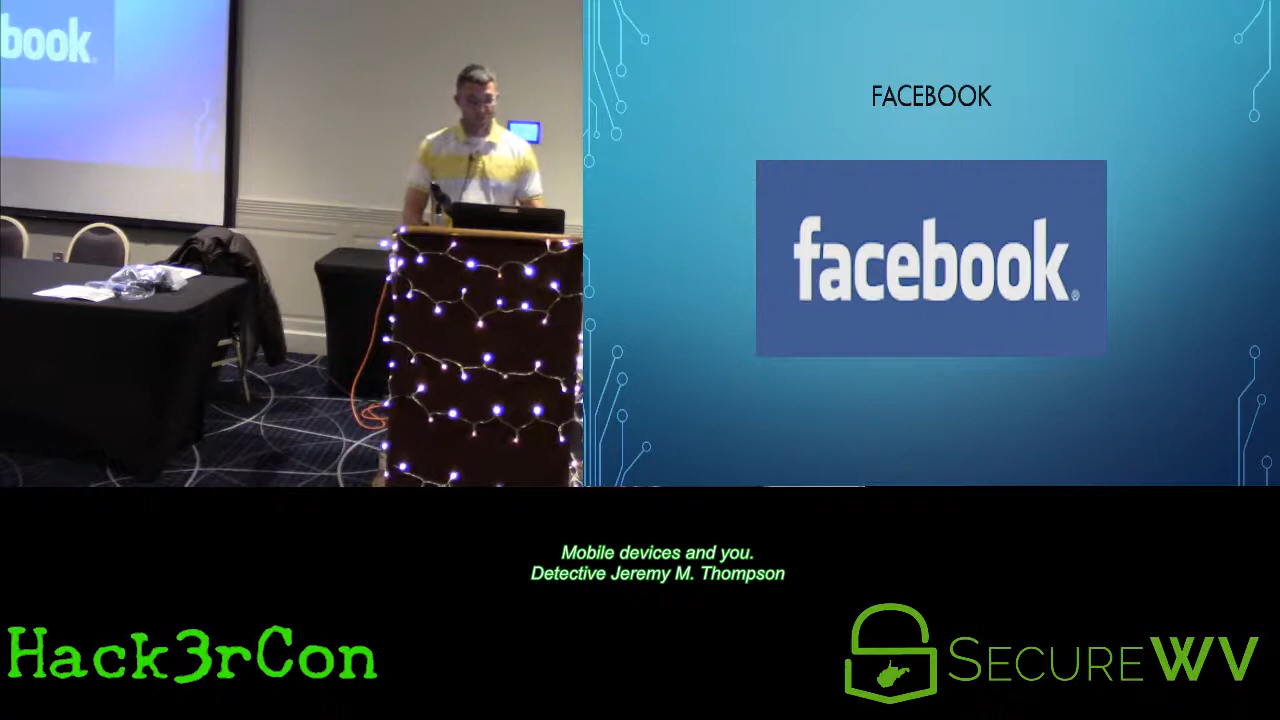 book.
FACEBOOK
facebook®
Mobile devices and you.
Detective Jeremy M. Thompson
Hack3rCon
SECUREWV